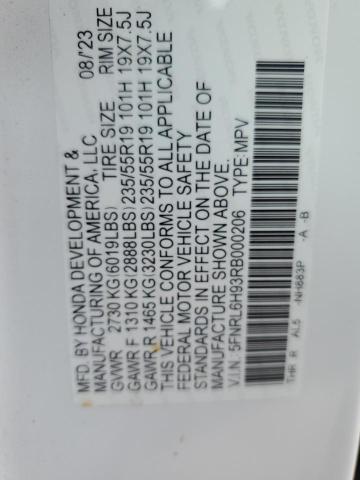 MFD. BY HONDA DEVELOPMENT & 08/23
MANUFACTURING OF AMERICA, LLC
GVWR 2730 KG(6019LBS) TIRE SIZE RIM SIZE
GAWR F 1310 KG(2888LBS)235/55R19 101H 19X7.5J
GAWR R 1465 KG(3230LBS)235/55R19 101H 19X7.5J
THIS VEHICLE CONFORMS TO ALL APPLICABLE
FEDERAL MOTOR VEHICLE SAFETY
STANDARDS IN EFFECT ON THE DATE OF
MANUFACTURE SHOWN ABOVE.
V.I.N. 5FNRL6H93RB000206 TYPE:MPV
NH883P -A -B
THR R AL5